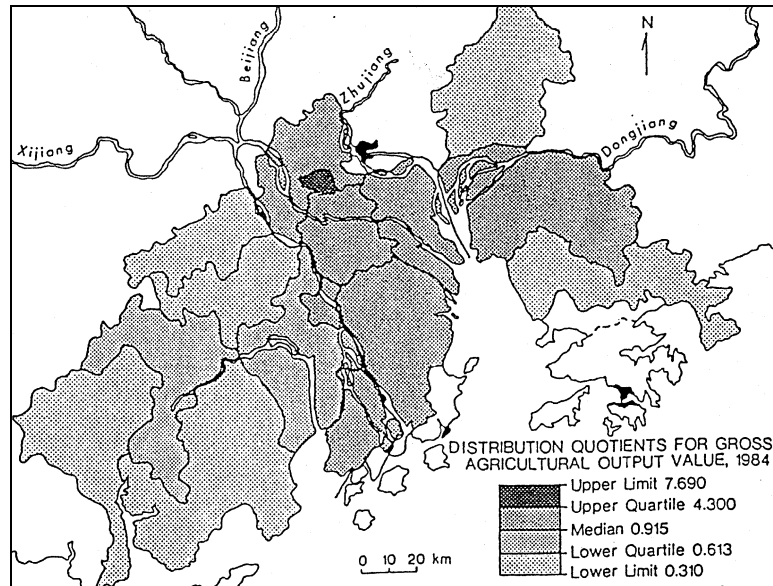 N
Beijiang
Zhujiang
Xijiang
Dongjiang
DISTRIBUTION QUOTIENTS FOR GROSS
AGRICULTURAL OUTPUT VALUE, 1984
Upper Limit 7.690
Upper Quartile 4.300
Median 0.915
Lower Quartile 0.613
Lower Limit 0.310
0 10 20 km